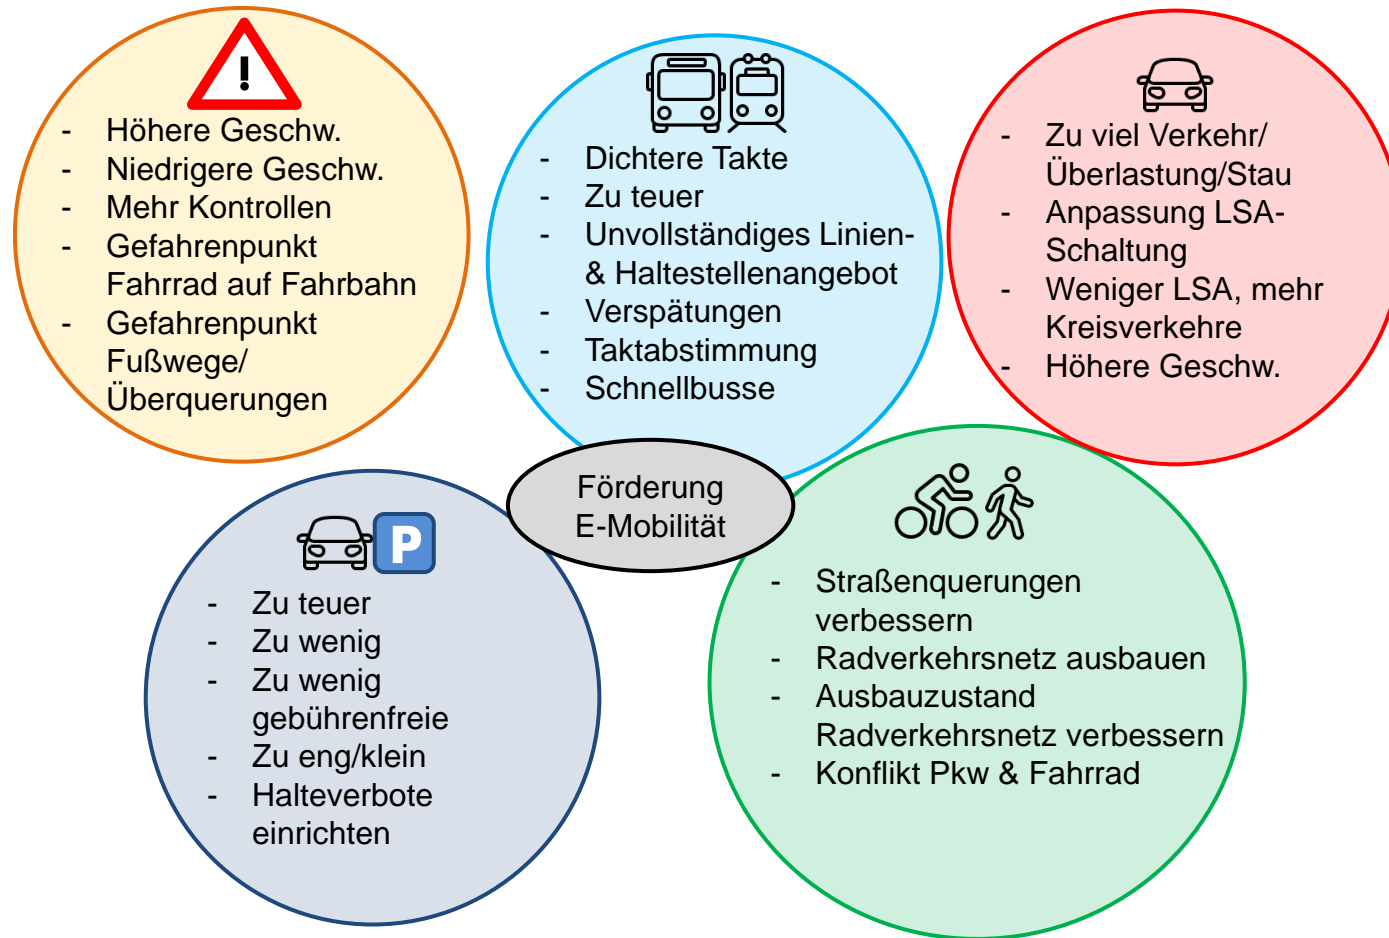 !
- Höhere Geschw.
- Niedrigere Geschw.
- Mehr Kontrollen
- Gefahrenpunkt
Fahrrad auf Fahrbahn
- Gefahrenpunkt
Fußwege/
Überquerungen
- Dichtere Takte
- Zu teuer
- Unvollständiges Linien-
& Haltestellenangebot
- Verspätungen
- Taktabstimmung
- Schnellbusse
- Zu viel Verkehr/
Überlastung/Stau
- Anpassung LSA-
Schaltung
- Weniger LSA, mehr
Kreisverkehre
- Höhere Geschw.
Förderung
E-Mobilität
P
- Zu teuer
- Zu wenig
- Zu wenig
gebührenfreie
- Zu eng/klein
- Halteverbote
einrichten
- Straßenquerungen
verbessern
- Radverkehrsnetz ausbauen
- Ausbauzustand
Radverkehrsnetz verbessern
- Konflikt Pkw & Fahrrad